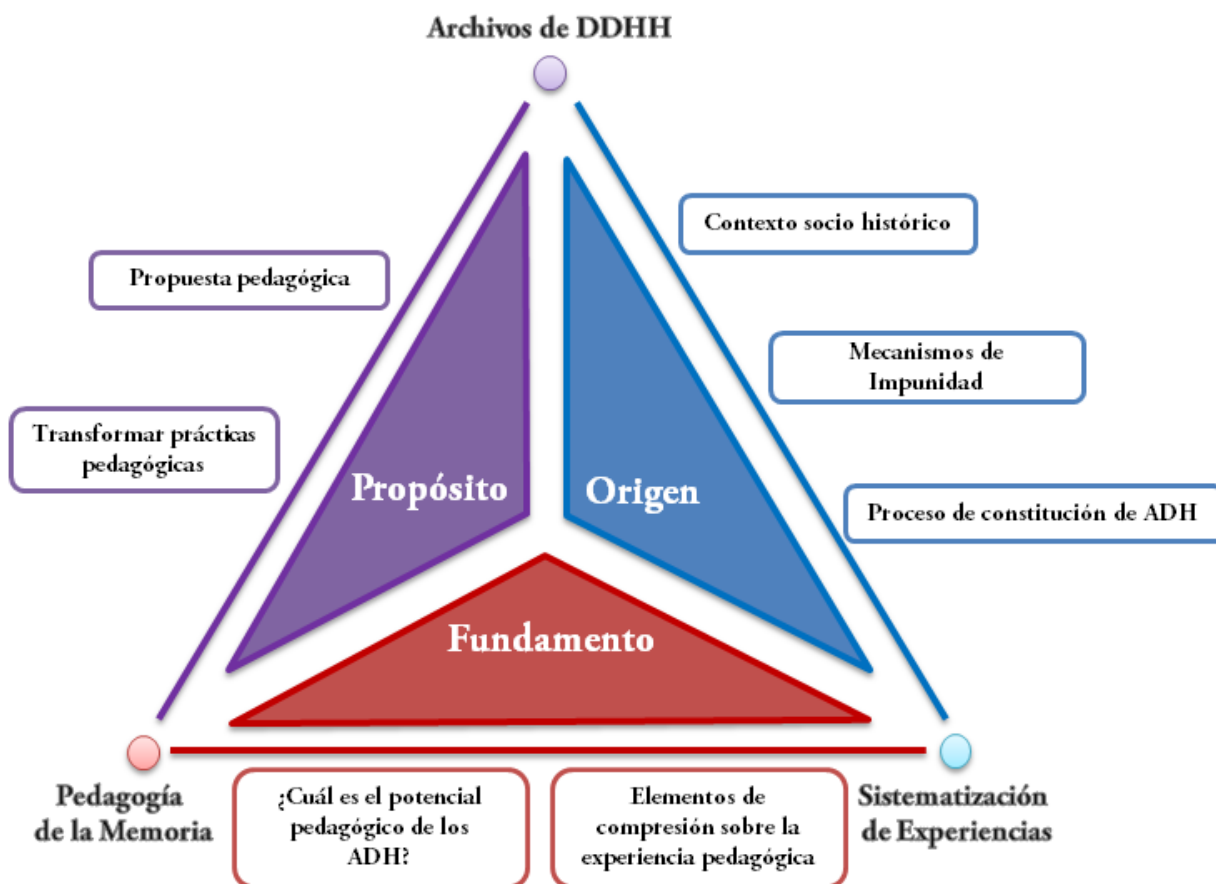 Archivos de DDHH
Contexto socio histórico
Propuesta pedagógica
Mecanismos de
Impunidad
Transformar prácticas
pedagógicas
Propósito
Origen
Proceso de constitución de ADH
Fundamento
Pedagogía
de la Memoria
¿Cuál es el potencial
pedagógico de los
ADH?
Elementos de
compresión sobre la
experiencia pedagógica
Sistematización
de Experiencias